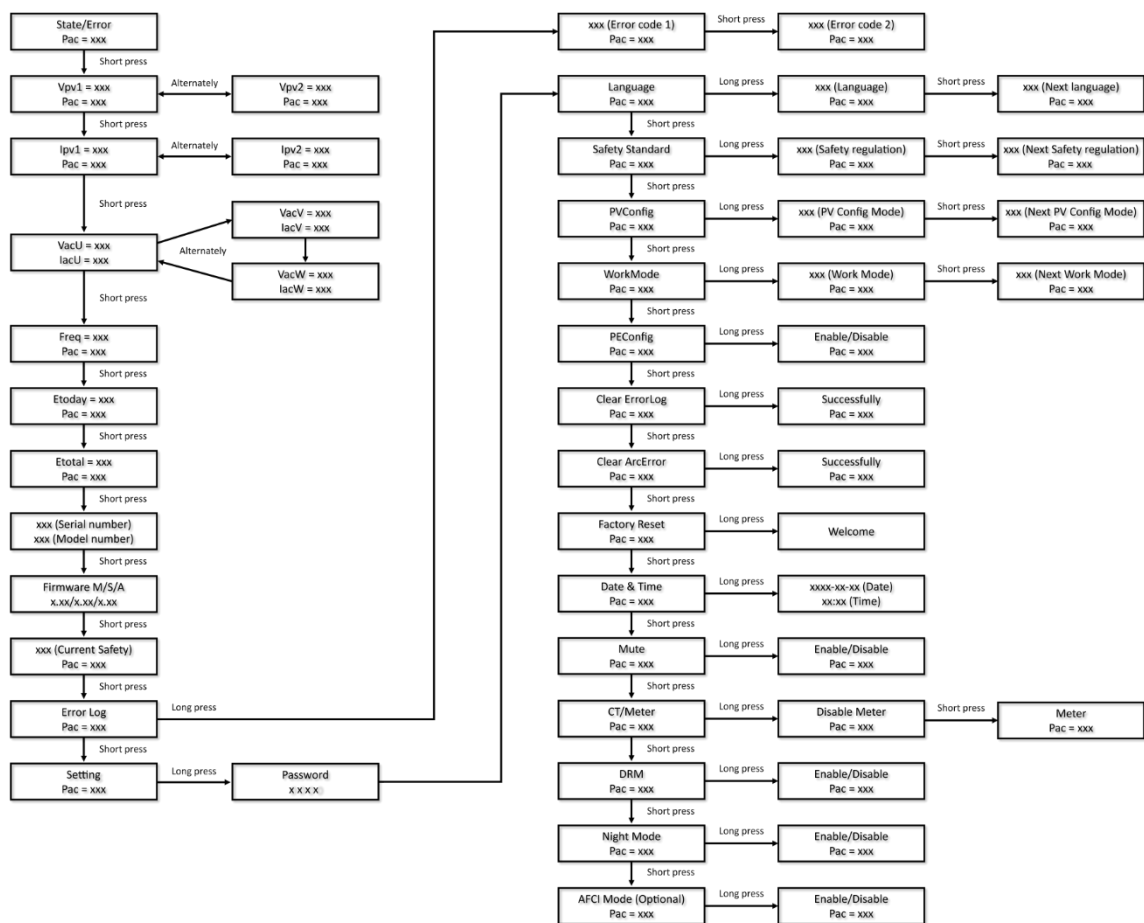 State/Error
Pac = xxx
Short press
Vpv1 = xxx
Pac = xxx
Alternately
Vpv2 = xxx
Pac = xxx
Short press
Ipv1 = xxx
Pac = xxx
Alternately
Ipv2 = xxx
Pac = xxx
Short press
VacU = xxx
IacU = xxx
Alternately
VacV = xxx
IacV = xxx
VacW = xxx
IacW = xxx
Short press
Freq = xxx
Pac = xxx
Short press
Etoday = xxx
Pac = xxx
Short press
Etotal = xxx
Pac = xxx
Short press
xxx (Serial number)
xxx (Model number)
Short press
Firmware M/S/A
x.xx/x.xx/x.xx
Short press
xxx (Current Safety)
Pac = xxx
Short press
Error Log
Pac = xxx
Long press
Short press
Setting
Pac = xxx
Long press
Password
x x x x
xxx (Error code 1)
Pac = xxx
Short press
xxx (Error code 2)
Pac = xxx
Language
Pac = xxx
Long press
xxx (Language)
Pac = xxx
Short press
xxx (Next language)
Pac = xxx
Short press
Safety Standard
Pac = xxx
Long press
xxx (Safety regulation)
Pac = xxx
Short press
xxx (Next Safety regulation)
Pac = xxx
Short press
PVConfig
Pac = xxx
Long press
xxx (PV Config Mode)
Pac = xxx
Short press
xxx (Next PV Config Mode)
Pac = xxx
Short press
WorkMode
Pac = xxx
Long press
xxx (Work Mode)
Pac = xxx
Short press
xxx (Next Work Mode)
Pac = xxx
Short press
PEConfig
Pac = xxx
Long press
Enable/Disable
Pac = xxx
Short press
Clear ErrorLog
Pac = xxx
Long press
Successfully
Pac = xxx
Short press
Clear ArcError
Pac = xxx
Long press
Successfully
Pac = xxx
Short press
Factory Reset
Pac = xxx
Long press
Welcome
Short press
Date & Time
Pac = xxx
Long press
xxxx-xx-xx (Date)
xx:xx (Time)
Short press
Mute
Pac = xxx
Long press
Enable/Disable
Pac = xxx
Short press
CT/Meter
Pac = xxx
Long press
Disable Meter
Pac = xxx
Short press
Meter
Pac = xxx
Short press
DRM
Pac = xxx
Long press
Enable/Disable
Pac = xxx
Short press
Night Mode
Pac = xxx
Long press
Enable/Disable
Pac = xxx
Short press
AFCI Mode (Optional)
Pac = xxx
Long press
Enable/Disable
Pac = xxx